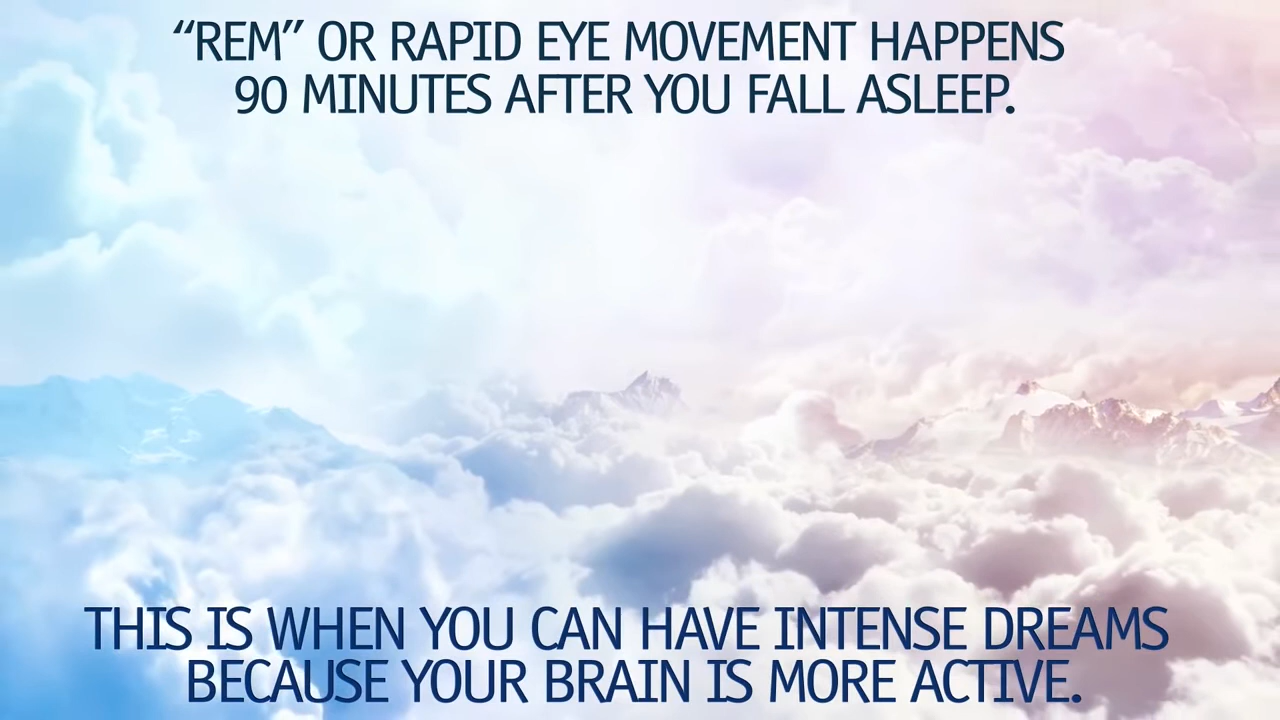 “REM” OR RAPID EYE MOVEMENT HAPPENS
90 MINUTES AFTER YOU FALL ASLEEP.
THIS IS WHEN YOU CAN HAVE INTENSE DREAMS
BECAUSE YOUR BRAIN IS MORE ACTIVE.